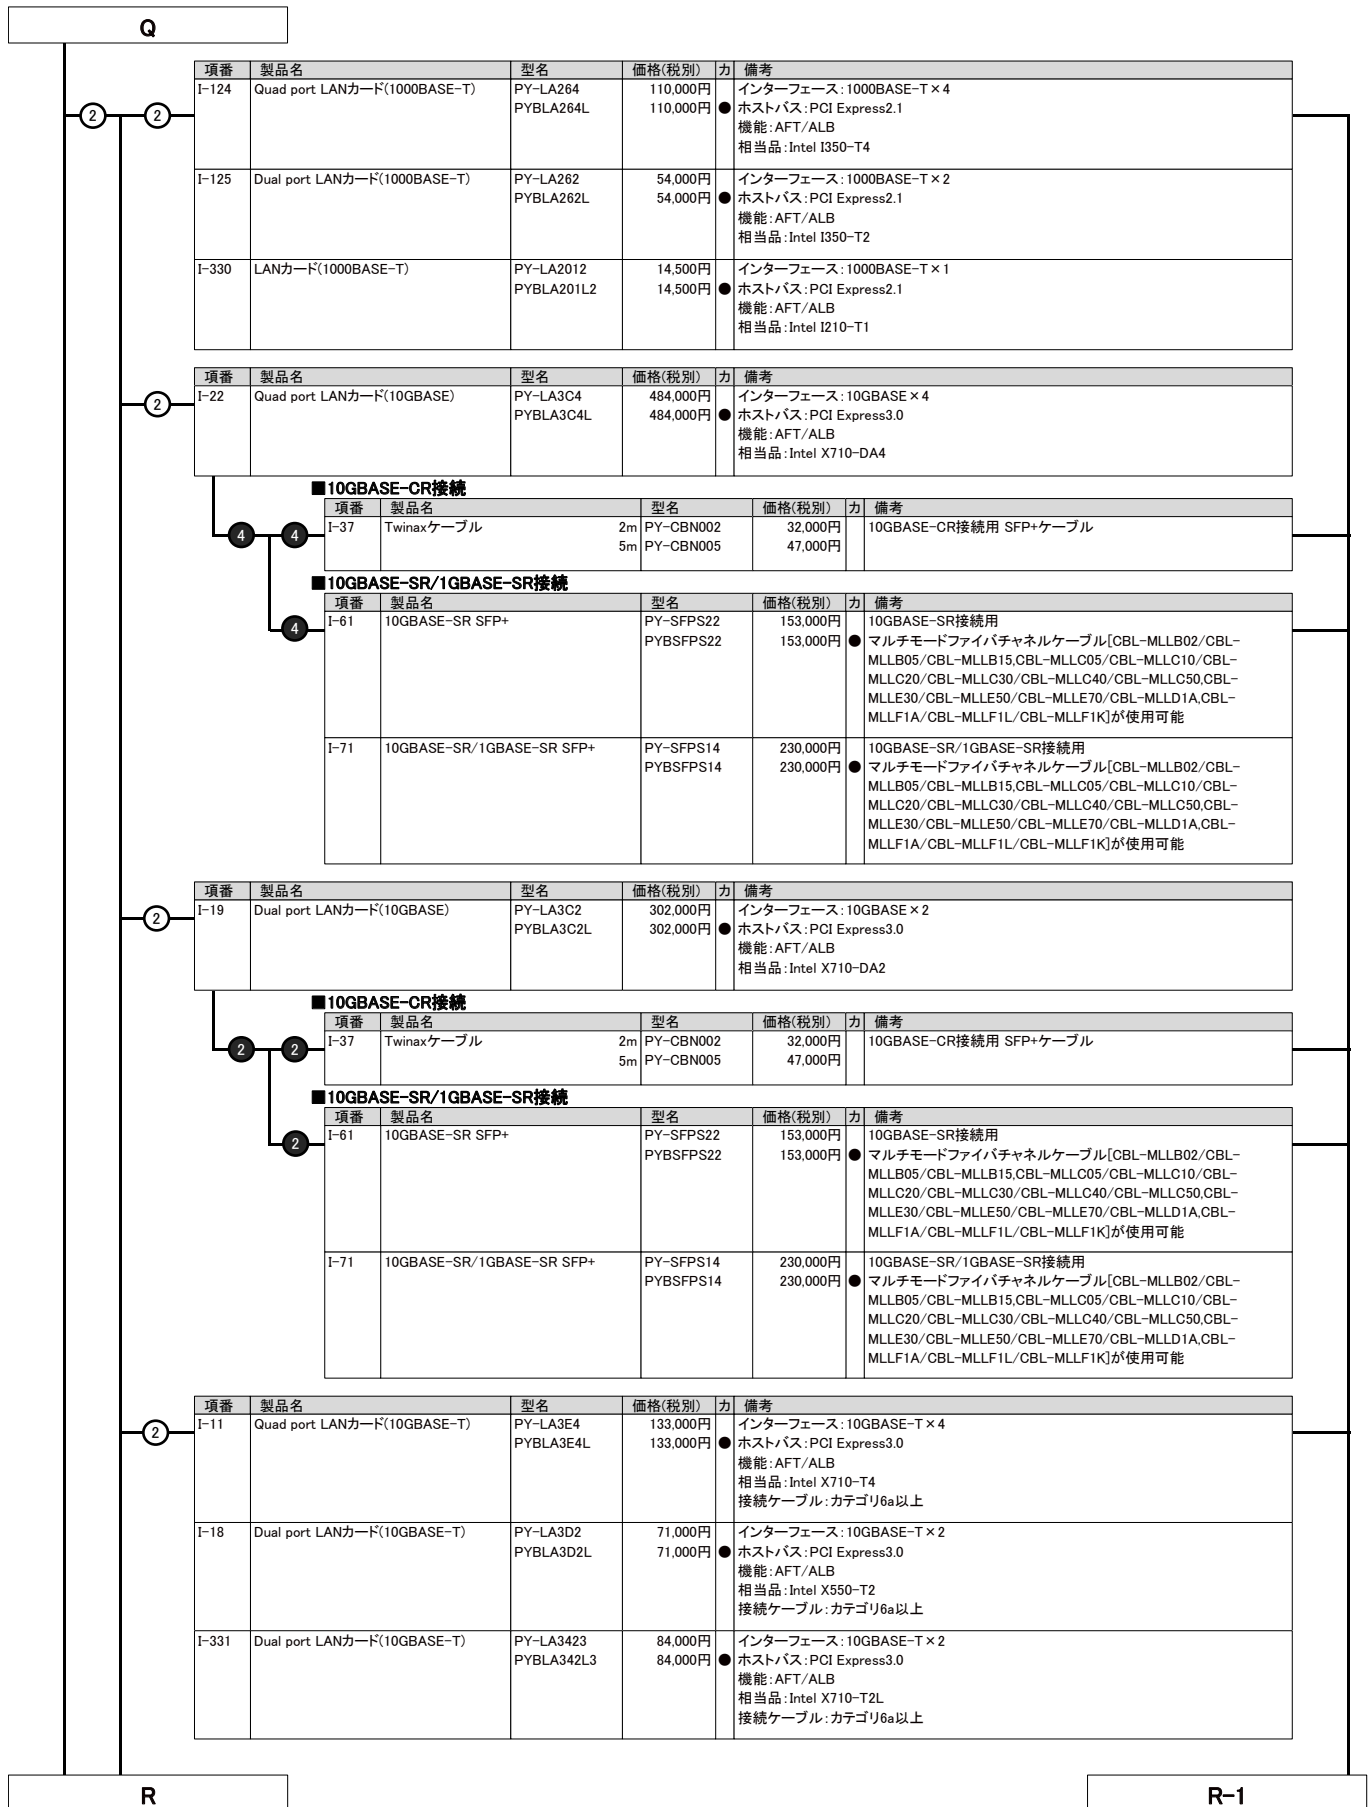 Q
項番 製品名 型名 価格(税別) カ 備考
② ② I-124 Quad port LANカード(1000BASE-T) PY-LA264 110,000円 インターフェース:1000BASE-T×4
PYBLA264L 110,000円 ● ホストバス:PCI Express2.1
機能:AFT/ALB
相当品:Intel I350-T4
I-125 Dual port LANカード(1000BASE-T) PY-LA262 54,000円 インターフェース:1000BASE-T×2
PYBLA262L 54,000円 ● ホストバス:PCI Express2.1
機能:AFT/ALB
相当品:Intel I350-T2
I-330 LANカード(1000BASE-T) PY-LA2012 14,500円 インターフェース:1000BASE-T×1
PYBLA201L2 14,500円 ● ホストバス:PCI Express2.1
機能:AFT/ALB
相当品:Intel I210-T1
項番 製品名 型名 価格(税別) カ 備考
② I-22 Quad port LANカード(10GBASE) PY-LA3C4 484,000円 インターフェース:10GBASE×4
PYBLA3C4L 484,000円 ● ホストバス:PCI Express3.0
機能:AFT/ALB
相当品:Intel X710-DA4
■10GBASE-CR接続
項番 製品名 型名 価格(税別) カ 備考
4 4 I-37 Twinaxケーブル 2m PY-CBN002 32,000円 10GBASE-CR接続用 SFP+ケーブル
5m PY-CBN005 47,000円
■10GBASE-SR/1GBASE-SR接続
項番 製品名 型名 価格(税別) カ 備考
4 I-61 10GBASE-SR SFP+ PY-SFPS22 153,000円 10GBASE-SR接続用
PYBSFPS22 153,000円 ● マルチモードファイバチャネルケーブル[CBL-MLLB02/CBL-
MLLB05/CBL-MLLB15,CBL-MLLC05/CBL-MLLC10/CBL-
MLLC20/CBL-MLLC30/CBL-MLLC40/CBL-MLLC50,CBL-
MLLE30/CBL-MLLE50/CBL-MLLE70/CBL-MLLD1A,CBL-
MLLF1A/CBL-MLLF1L/CBL-MLLF1K]が使用可能
I-71 10GBASE-SR/1GBASE-SR SFP+ PY-SFPS14 230,000円 10GBASE-SR/1GBASE-SR接続用
PYBSFPS14 230,000円 ● マルチモードファイバチャネルケーブル[CBL-MLLB02/CBL-
MLLB05/CBL-MLLB15,CBL-MLLC05/CBL-MLLC10/CBL-
MLLC20/CBL-MLLC30/CBL-MLLC40/CBL-MLLC50,CBL-
MLLE30/CBL-MLLE50/CBL-MLLE70/CBL-MLLD1A,CBL-
MLLF1A/CBL-MLLF1L/CBL-MLLF1K]が使用可能
項番 製品名 型名 価格(税別) カ 備考
② I-19 Dual port LANカード(10GBASE) PY-LA3C2 302,000円 インターフェース:10GBASE×2
PYBLA3C2L 302,000円 ● ホストバス:PCI Express3.0
機能:AFT/ALB
相当品:Intel X710-DA2
■10GBASE-CR接続
項番 製品名 型名 価格(税別) カ 備考
2 2 I-37 Twinaxケーブル 2m PY-CBN002 32,000円 10GBASE-CR接続用 SFP+ケーブル
5m PY-CBN005 47,000円
■10GBASE-SR/1GBASE-SR接続
項番 製品名 型名 価格(税別) カ 備考
2 I-61 10GBASE-SR SFP+ PY-SFPS22 153,000円 10GBASE-SR接続用
PYBSFPS22 153,000円 ● マルチモードファイバチャネルケーブル[CBL-MLLB02/CBL-
MLLB05/CBL-MLLB15,CBL-MLLC05/CBL-MLLC10/CBL-
MLLC20/CBL-MLLC30/CBL-MLLC40/CBL-MLLC50,CBL-
MLLE30/CBL-MLLE50/CBL-MLLE70/CBL-MLLD1A,CBL-
MLLF1A/CBL-MLLF1L/CBL-MLLF1K]が使用可能
I-71 10GBASE-SR/1GBASE-SR SFP+ PY-SFPS14 230,000円 10GBASE-SR/1GBASE-SR接続用
PYBSFPS14 230,000円 ● マルチモードファイバチャネルケーブル[CBL-MLLB02/CBL-
MLLB05/CBL-MLLB15,CBL-MLLC05/CBL-MLLC10/CBL-
MLLC20/CBL-MLLC30/CBL-MLLC40/CBL-MLLC50,CBL-
MLLE30/CBL-MLLE50/CBL-MLLE70/CBL-MLLD1A,CBL-
MLLF1A/CBL-MLLF1L/CBL-MLLF1K]が使用可能
項番 製品名 型名 価格(税別) カ 備考
② I-11 Quad port LANカード(10GBASE-T) PY-LA3E4 133,000円 インターフェース:10GBASE-T×4
PYBLA3E4L 133,000円 ● ホストバス:PCI Express3.0
機能:AFT/ALB
相当品:Intel X710-T4
接続ケーブル:カテゴリ6a以上
I-18 Dual port LANカード(10GBASE-T) PY-LA3D2 71,000円 インターフェース:10GBASE-T×2
PYBLA3D2L 71,000円 ● ホストバス:PCI Express3.0
機能:AFT/ALB
相当品:Intel X550-T2
接続ケーブル:カテゴリ6a以上
I-331 Dual port LANカード(10GBASE-T) PY-LA3423 84,000円 インターフェース:10GBASE-T×2
PYBLA342L3 84,000円 ● ホストバス:PCI Express3.0
機能:AFT/ALB
相当品:Intel X710-T2L
接続ケーブル:カテゴリ6a以上
R R-1